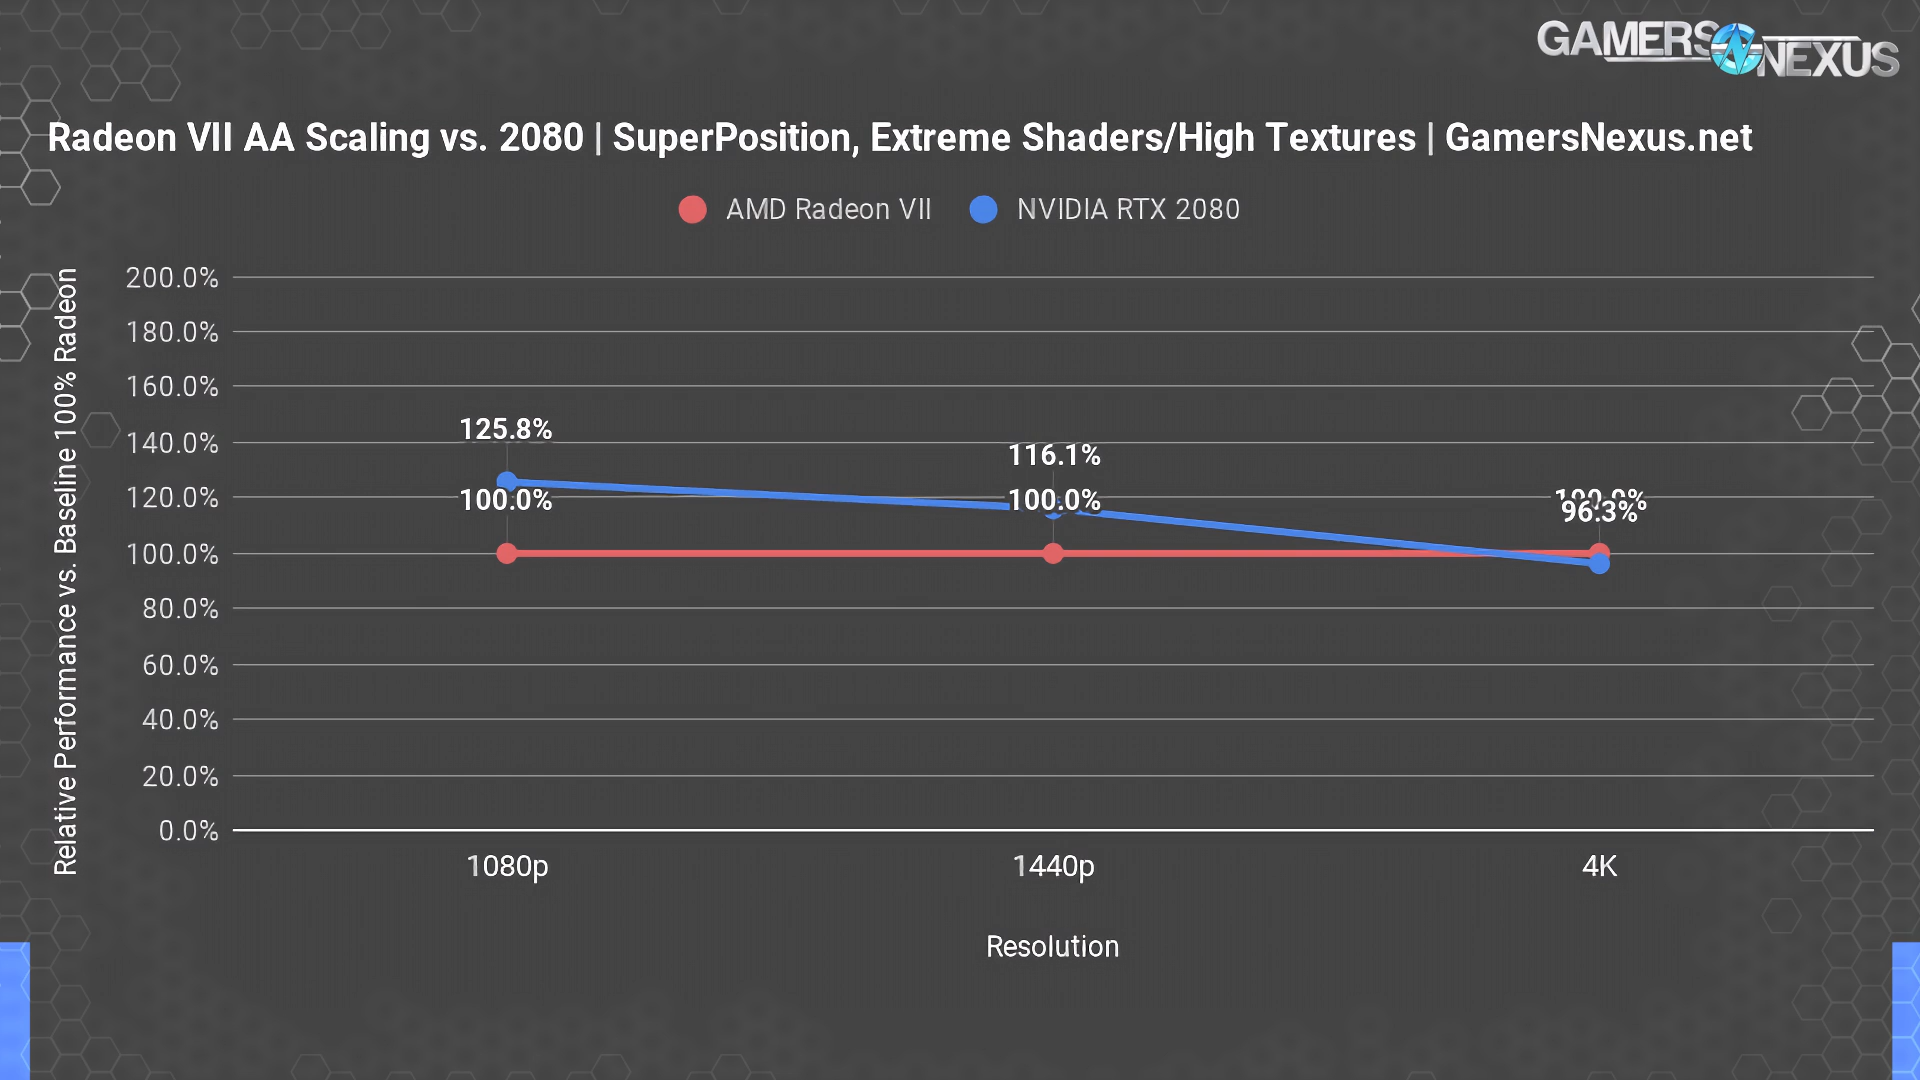 GAMERS NEXUS
Radeon VII AA Scaling vs. 2080 | SuperPosition, Extreme Shaders/High Textures | GamersNexus.net
AMD Radeon VII
NVIDIA RTX 2080
Relative Performance vs. Baseline 100% Radeon
200.0%
180.0%
160.0%
140.0%
120.0%
100.0%
80.0%
60.0%
40.0%
20.0%
0.0%
125.8%
100.0%
116.1%
100.0%
100.0%
96.3%
1080p
1440p
4K
Resolution